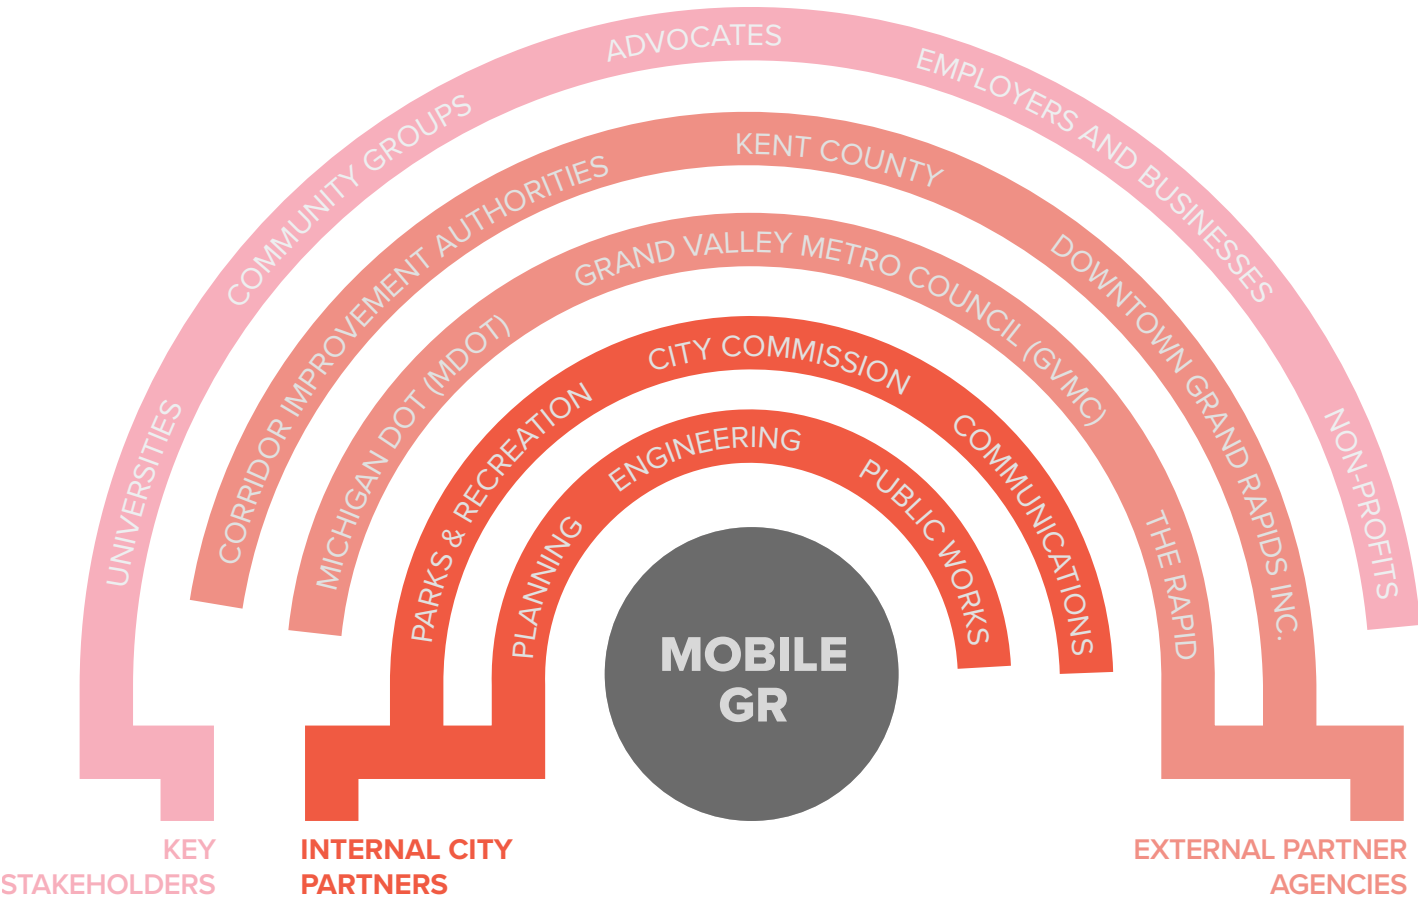 UNIVERSITIES
COMMUNITY GROUPS
ADVOCATES
EMPLOYERS AND BUSINESSES
NON-PROFITS
CORRIDOR IMPROVEMENT AUTHORITIES
KENT COUNTY
DOWNTOWN GRAND RAPIDS INC.
MICHIGAN DOT (MDOT)
GRAND VALLEY METRO COUNCIL (GVMC)
THE RAPID
PARKS & RECREATION
CITY COMMISSION
COMMUNICATIONS
PLANNING
ENGINEERING
PUBLIC WORKS
MOBILE
GR
KEY
STAKEHOLDERS
INTERNAL CITY
PARTNERS
EXTERNAL PARTNER
AGENCIES